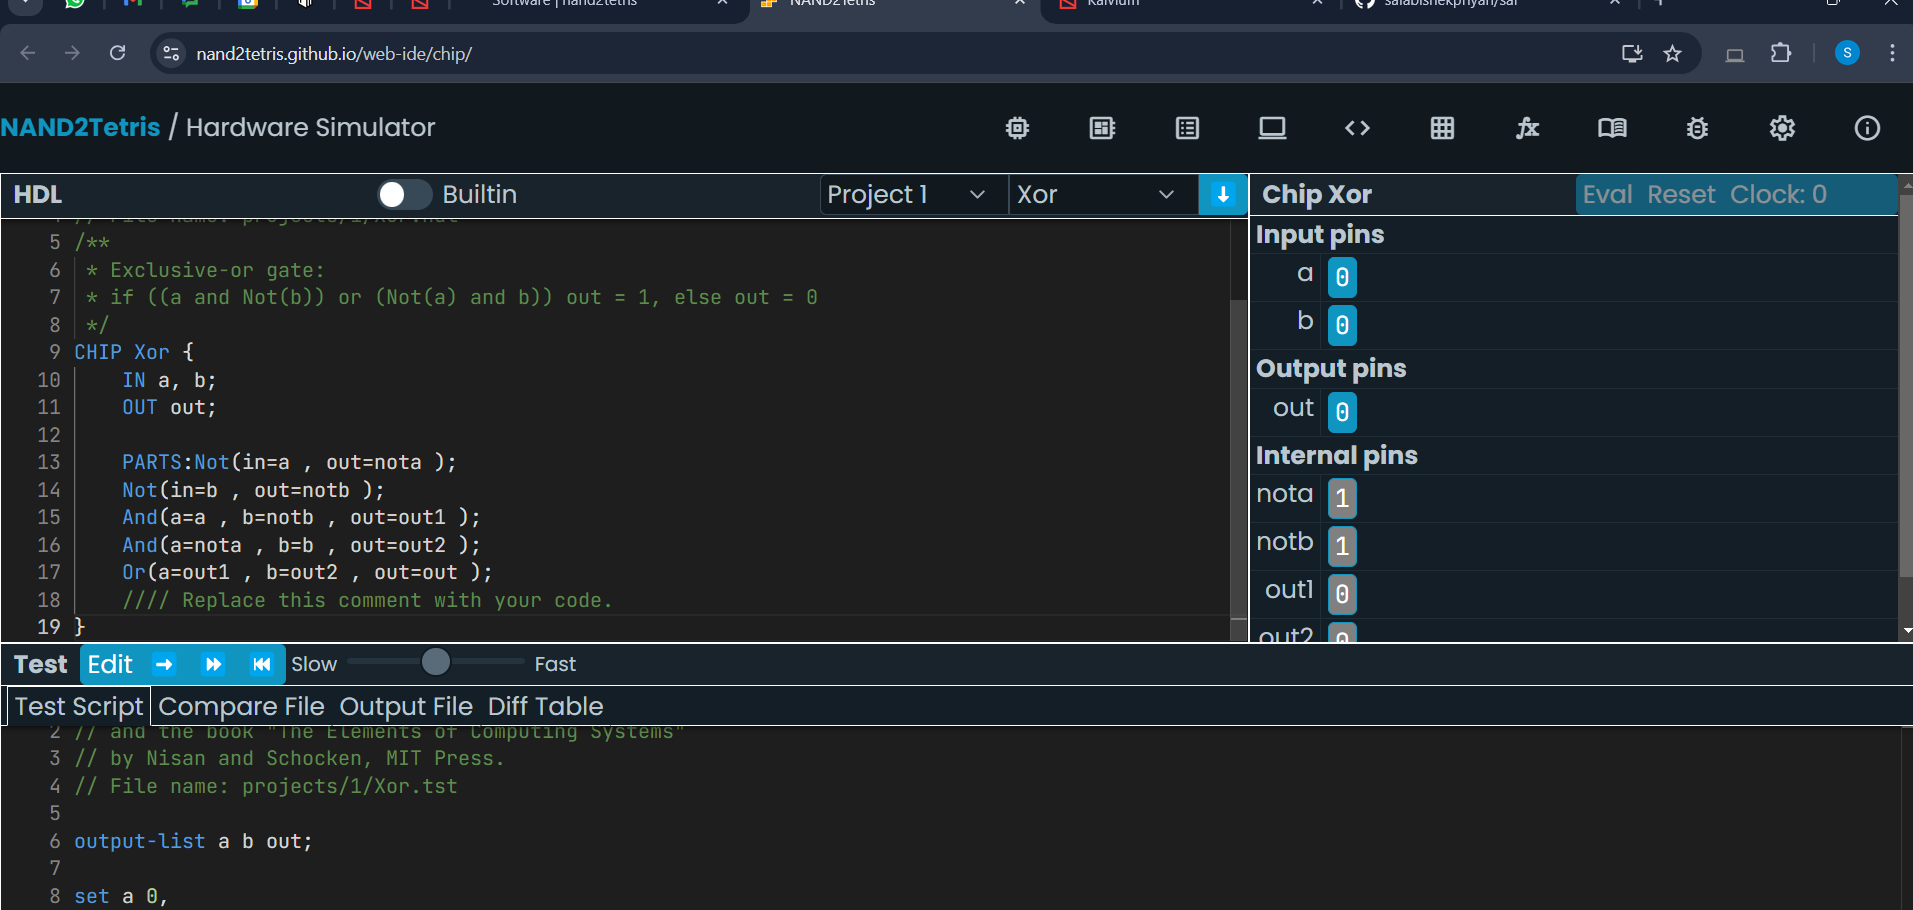 Software | nand2tetris
NAND2Tetris
Kalvium
saiabishekpriyan/sai
nand2tetris.github.io/web-ide/chip/
S
NAND2Tetris / Hardware Simulator
HDL
Builtin
Project 1
Xor
// File name: projects/1/Xor.hdl
5 /**
6 * Exclusive-or gate:
7 * if ((a and Not(b)) or (Not(a) and b)) out = 1, else out = 0
8 */
9 CHIP Xor {
10 IN a, b;
11 OUT out;
12
13 PARTS:Not(in=a , out=nota );
14 Not(in=b , out=notb );
15 And(a=a , b=notb , out=out1 );
16 And(a=nota , b=b , out=out2 );
17 Or(a=out1 , b=out2 , out=out );
18 //// Replace this comment with your code.
19 }
Chip Xor
Eval Reset Clock: 0
Input pins
a 0
b 0
Output pins
out 0
Internal pins
nota 1
notb 1
out1 0
out2 0
Test Edit Slow Fast
Test Script Compare File Output File Diff Table
2 // and the book "The Elements of Computing Systems"
3 // by Nisan and Schocken, MIT Press.
4 // File name: projects/1/Xor.tst
5
6 output-list a b out;
7
8 set a 0,